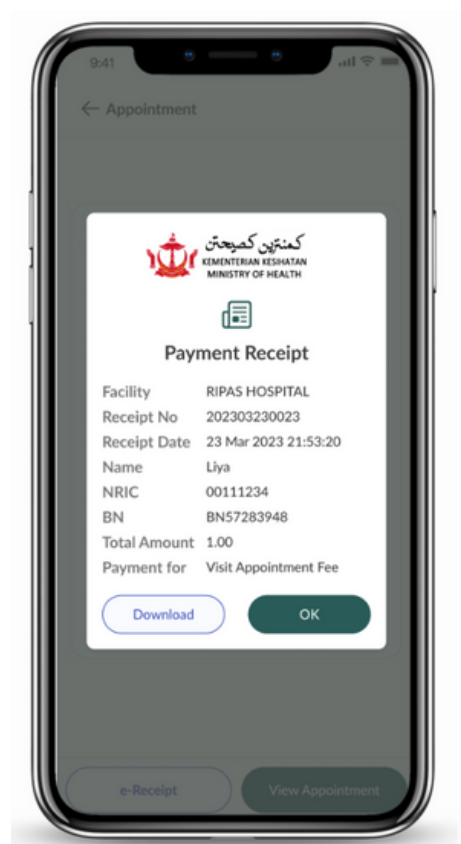 9:41
← Appointment
كمنترين كصيحتن
KEMENTERIAN KESIHATAN
MINISTRY OF HEALTH
Payment Receipt
Facility RIPAS HOSPITAL
Receipt No 202303230023
Receipt Date 23 Mar 2023 21:53:20
Name Liya
NRIC 00111234
BN BN57283948
Total Amount 1.00
Payment for Visit Appointment Fee
Download OK
e-Receipt View Appointment